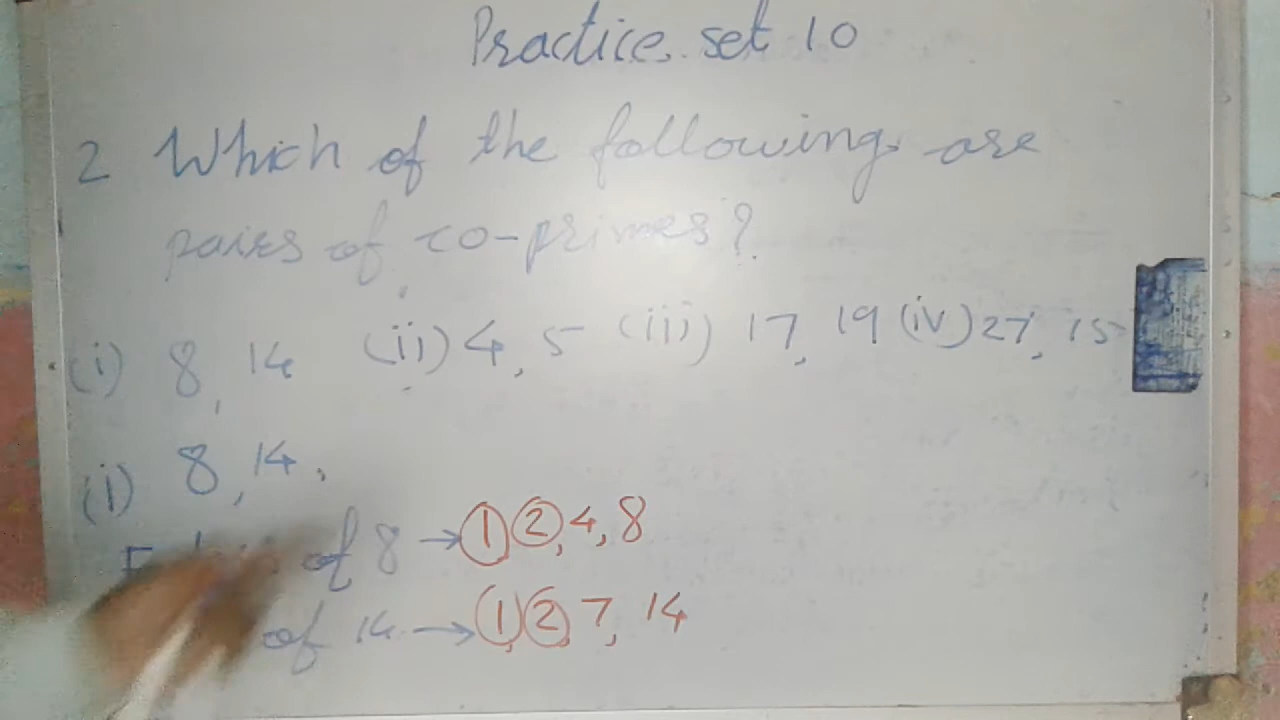 Practice set 10
2 Which of the following are
pairs of co-primes?
(i) 8, 14 (ii) 4, 5 (iii) 17, 19 (iv) 27, 15
(i) 8, 14.
of 8 → 1 2, 4, 8
of 14 → 1, 2, 7, 14